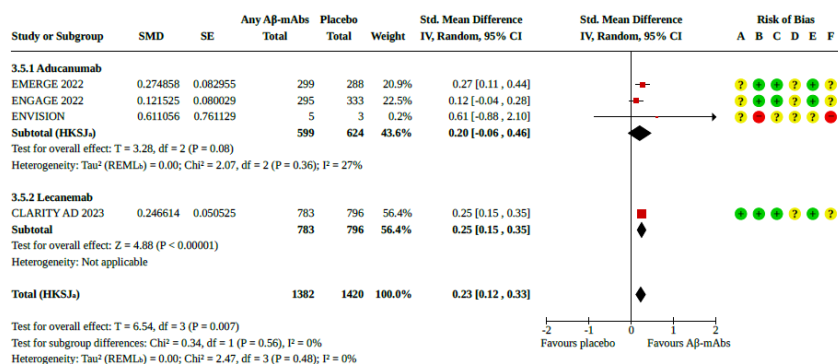 Any Aβ-mAbs Placebo Std. Mean Difference Std. Mean Difference Risk of Bias
Study or Subgroup SMD SE Total Total Weight IV, Random, 95% CI IV, Random, 95% CI A B C D E F
3.5.1 Aducanumab
EMERGE 2022 0.274858 0.082955 299 288 20.9% 0.27 [0.11 , 0.44] ? + + ? + ?
ENGAGE 2022 0.121525 0.080029 295 333 22.5% 0.12 [-0.04 , 0.28] ? + + ? + ?
ENVISION 0.611056 0.761129 5 3 0.2% 0.61 [-0.88 , 2.10] ? - ? ? ? -
Subtotal (HKSJₐ) 599 624 43.6% 0.20 [-0.06 , 0.46]
Test for overall effect: T = 3.28, df = 2 (P = 0.08)
Heterogeneity: Tau² (REMLb) = 0.00; Chi² = 2.07, df = 2 (P = 0.36); I² = 27%
3.5.2 Lecanemab
CLARITY AD 2023 0.246614 0.050525 783 796 56.4% 0.25 [0.15 , 0.35] + + + ? + ?
Subtotal 783 796 56.4% 0.25 [0.15 , 0.35]
Test for overall effect: Z = 4.88 (P < 0.00001)
Heterogeneity: Not applicable
Total (HKSJₐ) 1382 1420 100.0% 0.23 [0.12 , 0.33]
Test for overall effect: T = 6.54, df = 3 (P = 0.007)
-2 -1 0 1 2
Test for subgroup differences: Chi² = 0.34, df = 1 (P = 0.56), I² = 0%
Favours placebo Favours Aβ-mAbs
Heterogeneity: Tau² (REMLb) = 0.00; Chi² = 2.47, df = 3 (P = 0.48); I² = 0%